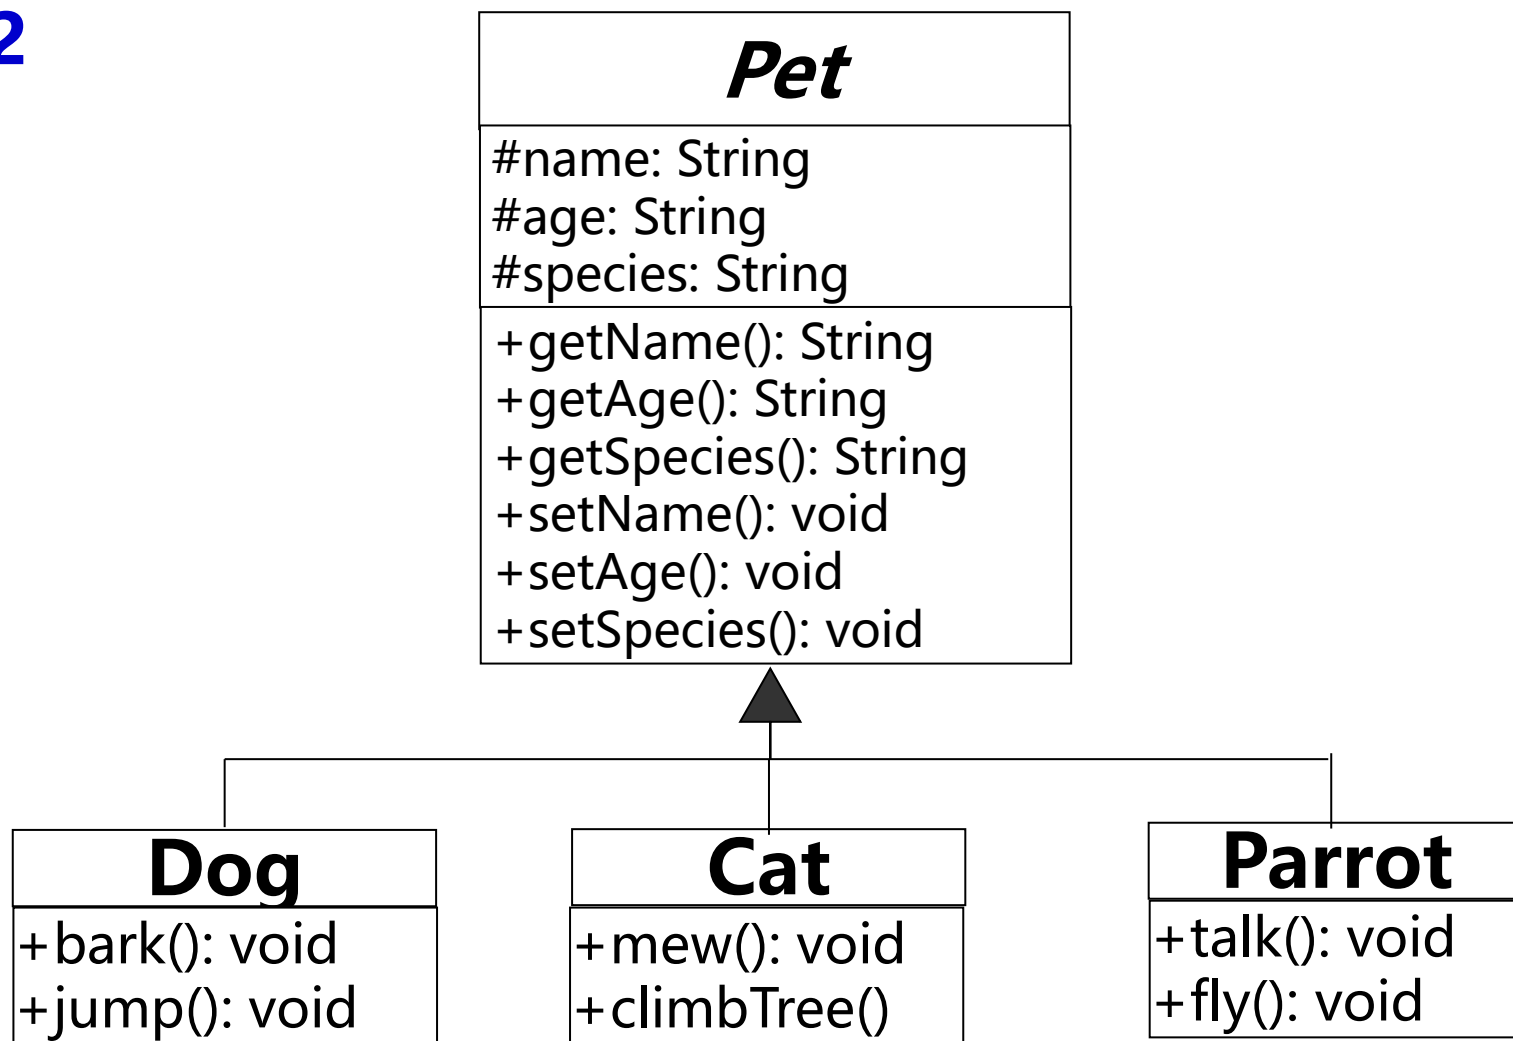 2
Pet
#name: String
#age: String
#species: String
+getName(): String
+getAge(): String
+getSpecies(): String
+setName(): void
+setAge(): void
+setSpecies(): void
Dog
+bark(): void
+jump(): void
Cat
+mew(): void
+climbTree()
Parrot
+talk(): void
+fly(): void